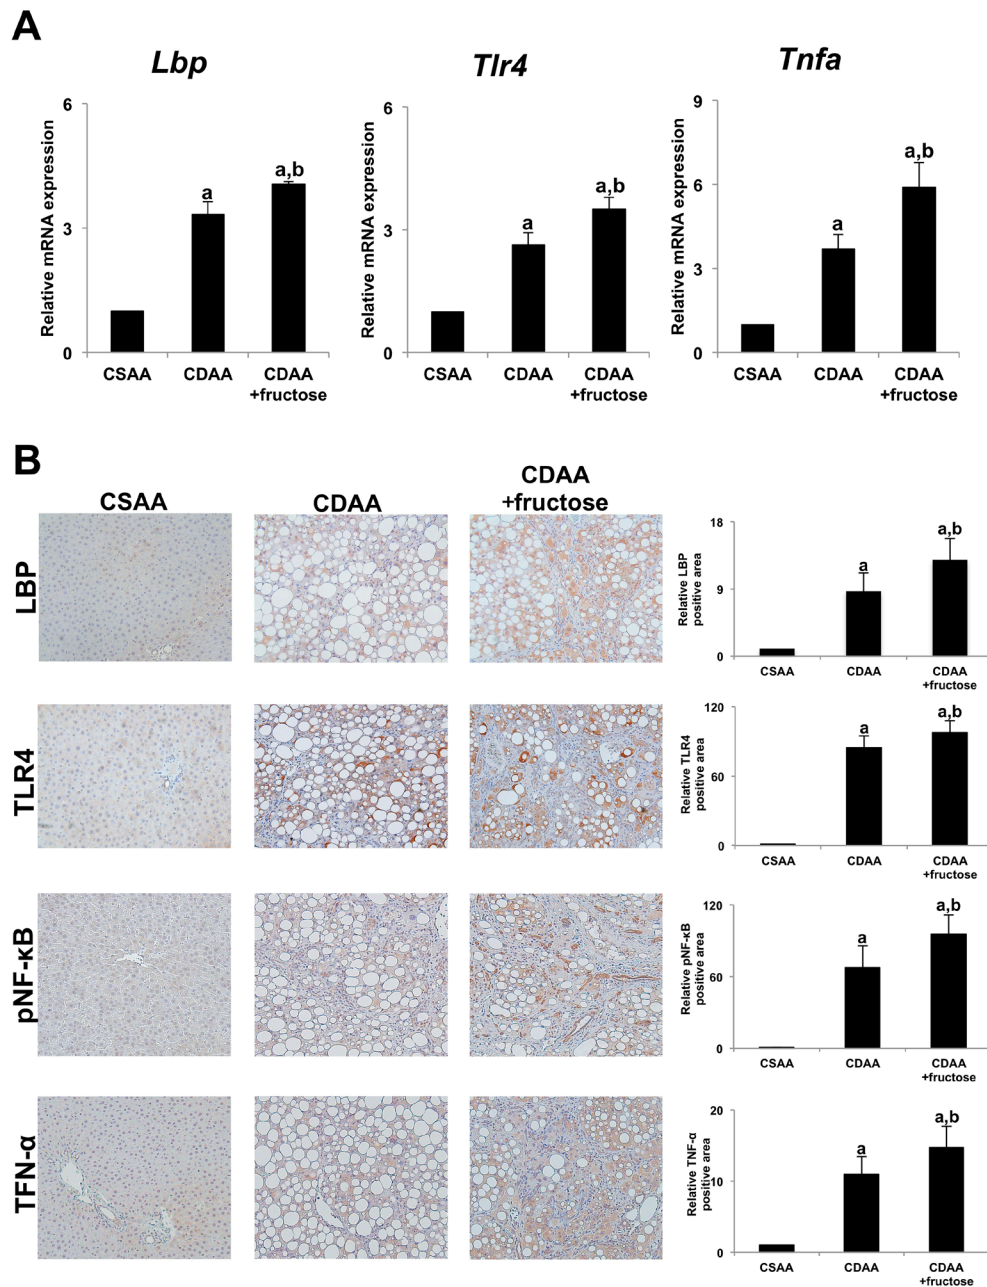 A
Lbp
Tlr4
Tnfa
Relative mRNA expression
6
3
0
a
a,b
CSAA
CDAA
CDAA
+fructose
Relative mRNA expression
6
3
0
a
a,b
CSAA
CDAA
CDAA
+fructose
Relative mRNA expression
9
6
3
0
a
a,b
CSAA
CDAA
CDAA
+fructose
B
CSAA
CDAA
CDAA
+fructose
LBP
Relative LBP
positive area
18
9
0
a
a,b
CSAA
CDAA
CDAA
+fructose
TLR4
Relative TLR4
positive area
120
60
0
a
a,b
CSAA
CDAA
CDAA
+fructose
pNF-κB
Relative pNF-κB
positive area
120
60
0
a
a,b
CSAA
CDAA
CDAA
+fructose
TFN-α
Relative TNF-α
positive area
20
10
0
a
a,b
CSAA
CDAA
CDAA
+fructose